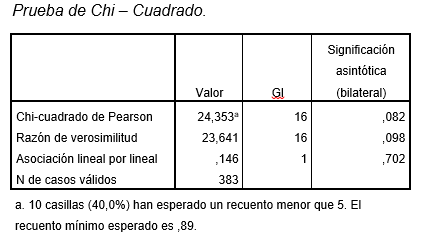 Prueba de Chi – Cuadrado.
Valor Gl Significación asintótica (bilateral)
Chi-cuadrado de Pearson 24,353a 16 ,082
Razón de verosimilitud 23,641 16 ,098
Asociación lineal por lineal ,146 1 ,702
N de casos válidos 383
a. 10 casillas (40,0%) han esperado un recuento menor que 5. El
recuento mínimo esperado es ,89.